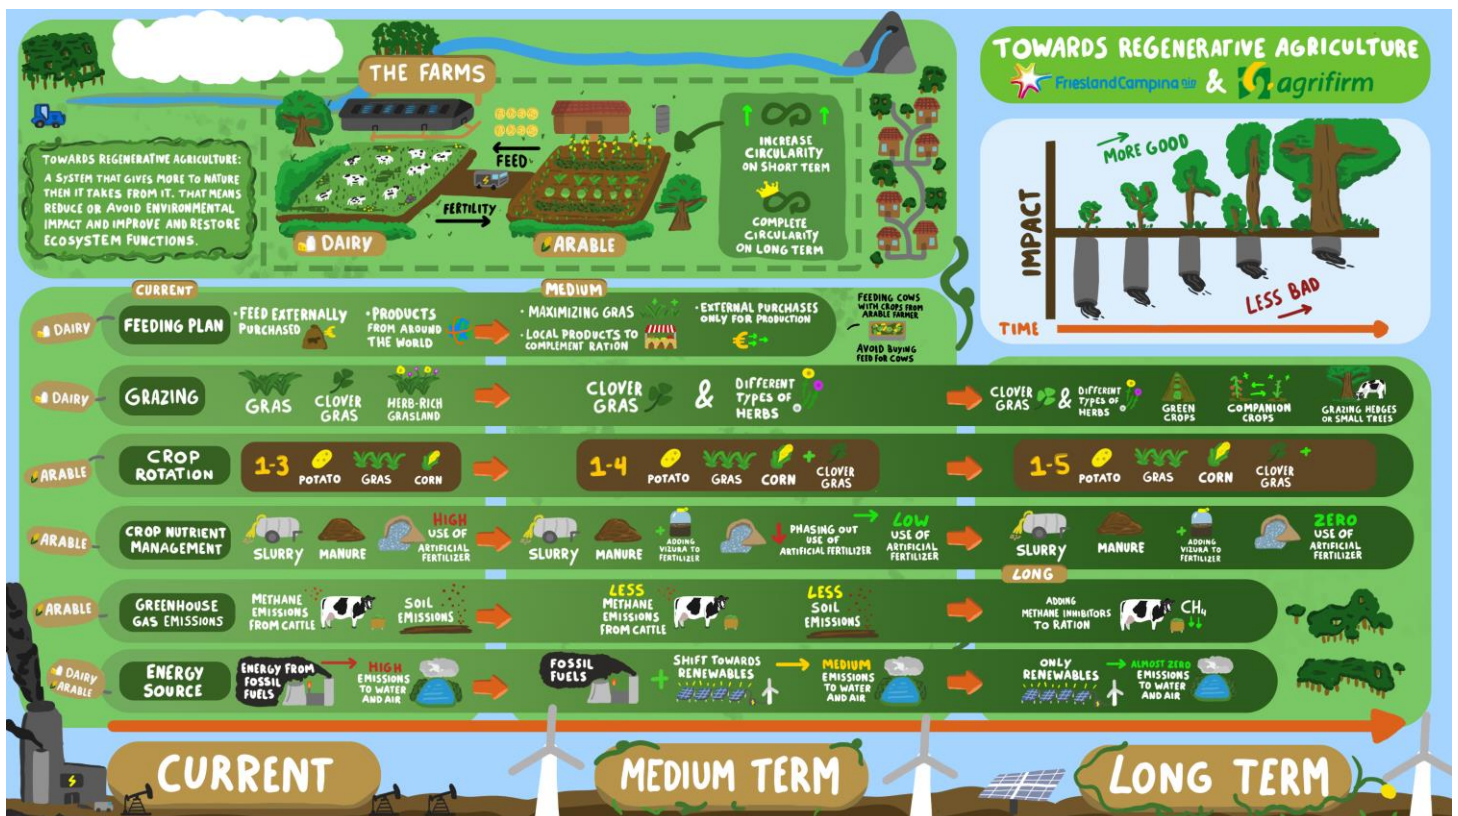 THE FARMS
TOWARDS REGENERATIVE AGRICULTURE:
A SYSTEM THAT GIVES MORE TO NATURE
THEN IT TAKES FROM IT. THAT MEANS
REDUCE OR AVOID ENVIRONMENTAL
IMPACT AND IMPROVE AND RESTORE
ECOSYSTEM FUNCTIONS.
FEED
FERTILITY
DAIRY
ARABLE
INCREASE
CIRCULARITY
ON SHORT TERM
COMPLETE
CIRCULARITY
ON LONG TERM
TOWARDS REGENERATIVE AGRICULTURE
FrieslandCampina
& agrifirm
IMPACT
MORE GOOD
LESS BAD
TIME
CURRENT
MEDIUM
DAIRY
FEEDING PLAN
• FEED EXTERNALLY
PURCHASED
• PRODUCTS
FROM AROUND
THE WORLD
• MAXIMIZING GRAS
• LOCAL PRODUCTS TO
COMPLEMENT RATION
• EXTERNAL PURCHASES
ONLY FOR PRODUCTION
FEEDING COWS
WITH CROPS FROM
ARABLE FARMER
AVOID BUYING
FEED FOR COWS
DAIRY
GRAZING
GRAS
CLOVER
GRAS
HERB-RICH
GRASLAND
CLOVER
GRAS
&
DIFFERENT
TYPES OF
HERBS
CLOVER
GRAS
&
DIFFERENT
TYPES OF
HERBS
GREEN
CROPS
COMPANION
CROPS
GRAZING HEDGES
OR SMALL TREES
ARABLE
CROP
ROTATION
1-3
POTATO
GRAS
CORN
1-4
POTATO
GRAS
CORN
+
CLOVER
GRAS
1-5
POTATO
GRAS
CORN
CLOVER
GRAS
+
ARABLE
CROP NUTRIENT
MANAGEMENT
SLURRY
MANURE
HIGH
USE OF
ARTIFICIAL
FERTILIZER
SLURRY
MANURE
+
ADDING
VIZURA TO
FERTILIZER
PHASING OUT
USE OF
ARTIFICIAL FERTILIZER
LOW
USE OF
ARTIFICIAL
FERTILIZER
SLURRY
MANURE
+
ADDING
VIZURA TO
FERTILIZER
ZERO
USE OF
ARTIFICIAL
FERTILIZER
LONG
ARABLE
GREENHOUSE
GAS EMISSIONS
METHANE
EMISSIONS
FROM CATTLE
SOIL
EMISSIONS
LESS
METHANE
EMISSIONS
FROM CATTLE
LESS
SOIL
EMISSIONS
ADDING
METHANE INHIBITORS
TO RATION
CH4
DAIRY
ARABLE
ENERGY
SOURCE
ENERGY FROM
FOSSIL
FUELS
HIGH
EMISSIONS
TO WATER
AND AIR
FOSSIL
FUELS
+
SHIFT TOWARDS
RENEWABLES
MEDIUM
EMISSIONS
TO WATER
AND AIR
ONLY
RENEWABLES
ALMOST ZERO
EMISSIONS
TO WATER
AND AIR
CURRENT
MEDIUM TERM
LONG TERM